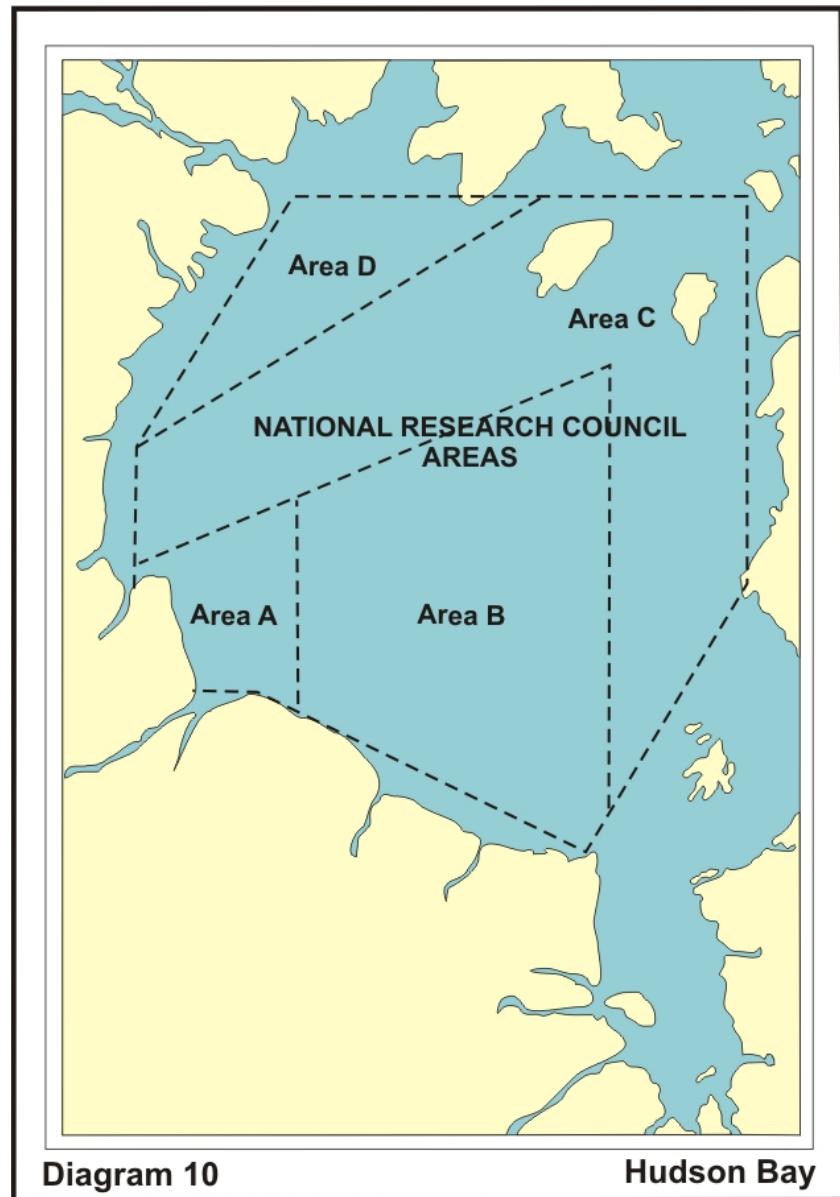 Area D
Area C
NATIONAL RESEARCH COUNCIL
AREAS
Area A
Area B
Diagram 10
Hudson Bay